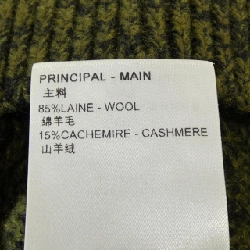 PRINCIPAL - MAIN
主料
85%LAINE - WOOL
绵羊毛
15%CACHEMIRE - CASHMERE
山羊绒